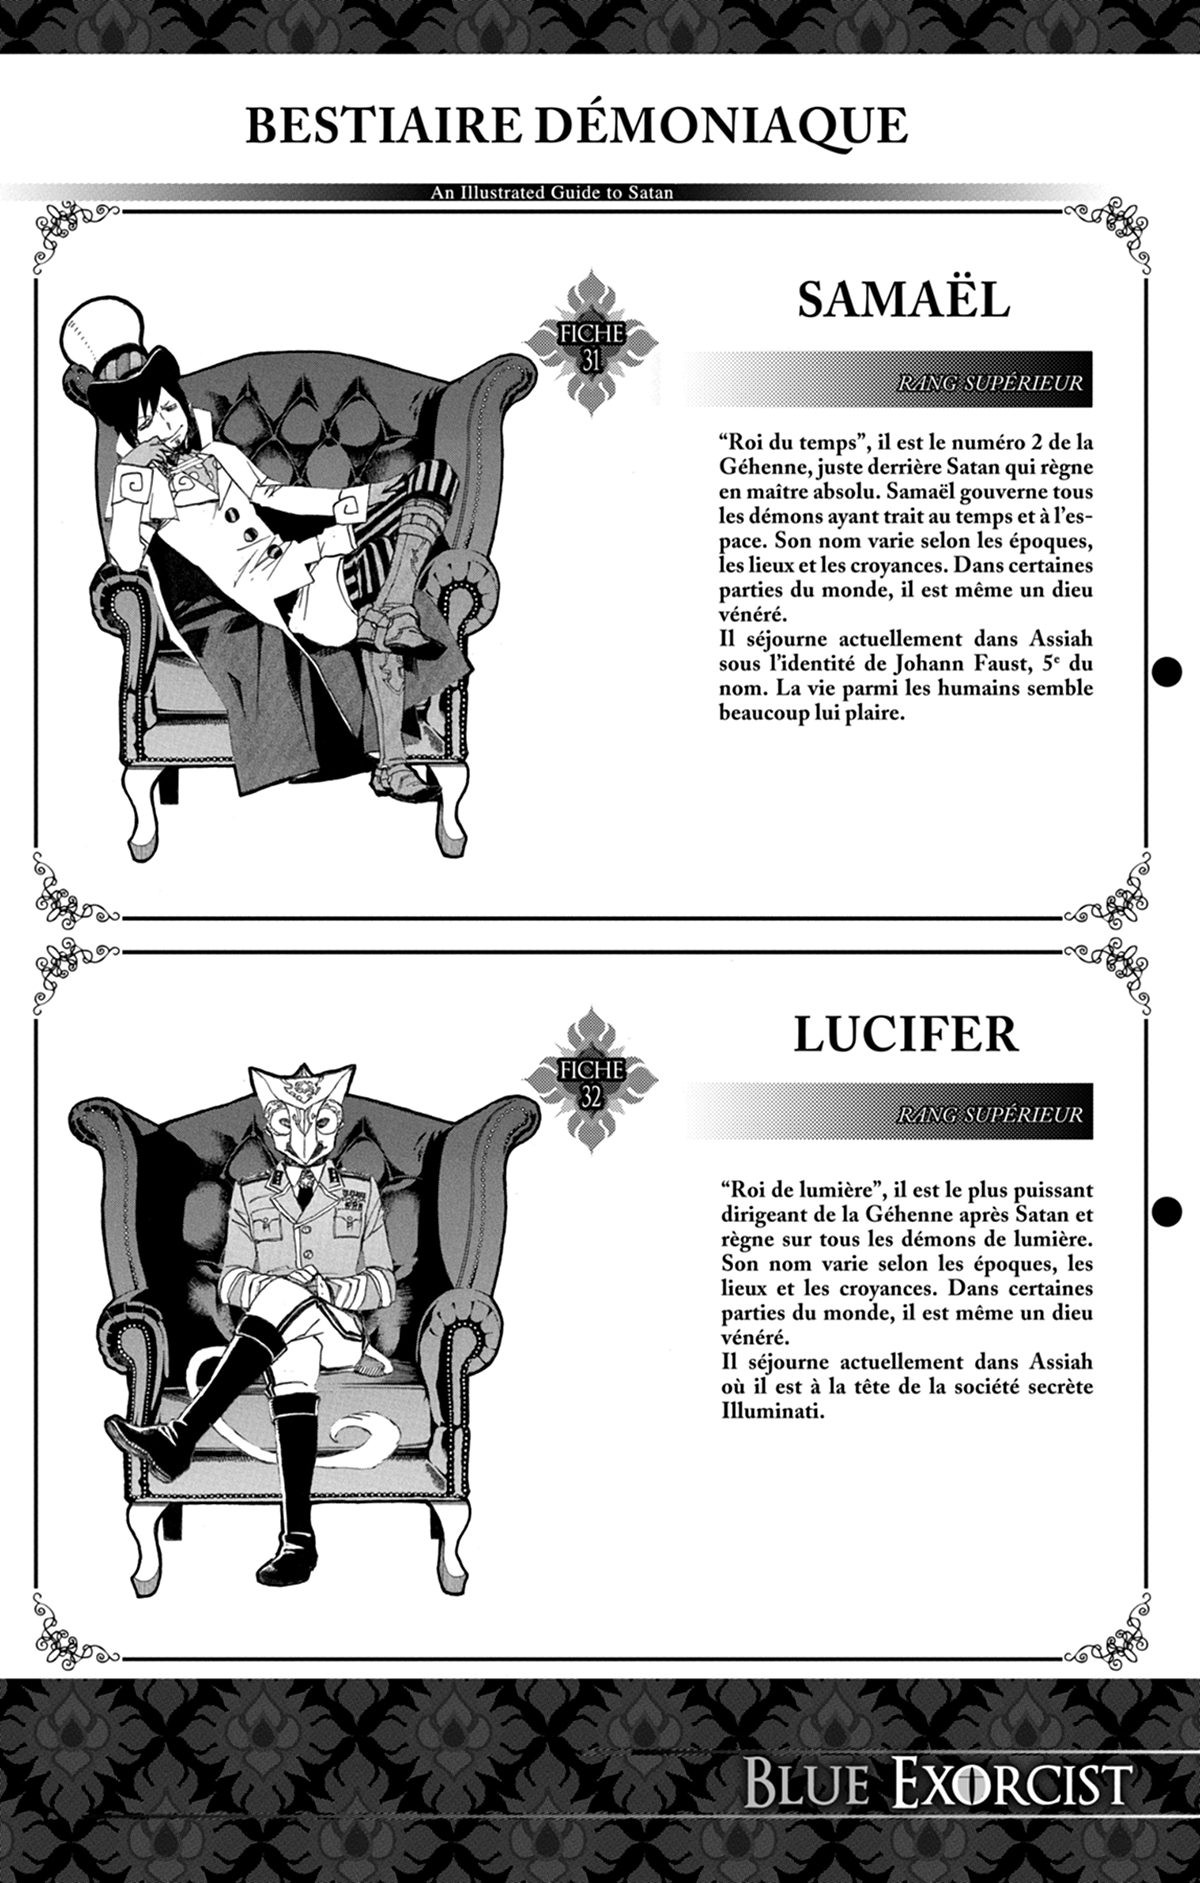 BESTIAIRE DÉMONIAQUE
An Illustrated Guide to Satan
FICHE
31
SAMAËL
RANG SUPÉRIEUR
“Roi du temps”, il est le numéro 2 de la
Géhenne, juste derrière Satan qui règne
en maître absolu. Samaël gouverne tous
les démons ayant trait au temps et à l’es-
pace. Son nom varie selon les époques,
les lieux et les croyances. Dans certaines
parties du monde, il est même un dieu
vénéré.
Il séjourne actuellement dans Assiah
sous l’identité de Johann Faust, 5e du
nom. La vie parmi les humains semble
beaucoup lui plaire.
FICHE
32
LUCIFER
RANG SUPÉRIEUR
“Roi de lumière”, il est le plus puissant
dirigeant de la Géhenne après Satan et
règne sur tous les démons de lumière.
Son nom varie selon les époques, les
lieux et les croyances. Dans certaines
parties du monde, il est même un dieu
vénéré.
Il séjourne actuellement dans Assiah
où il est à la tête de la société secrète
Illuminati.
BLUE EXORCIST